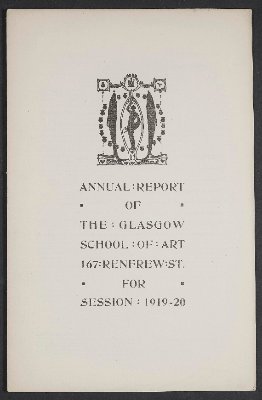 ANNUAL : REPORT
▪ OF ▪
THE : GLASGOW
SCHOOL : OF : ART
167 : RENFREW : ST.
▪ FOR ▪
SESSION : 1919-20